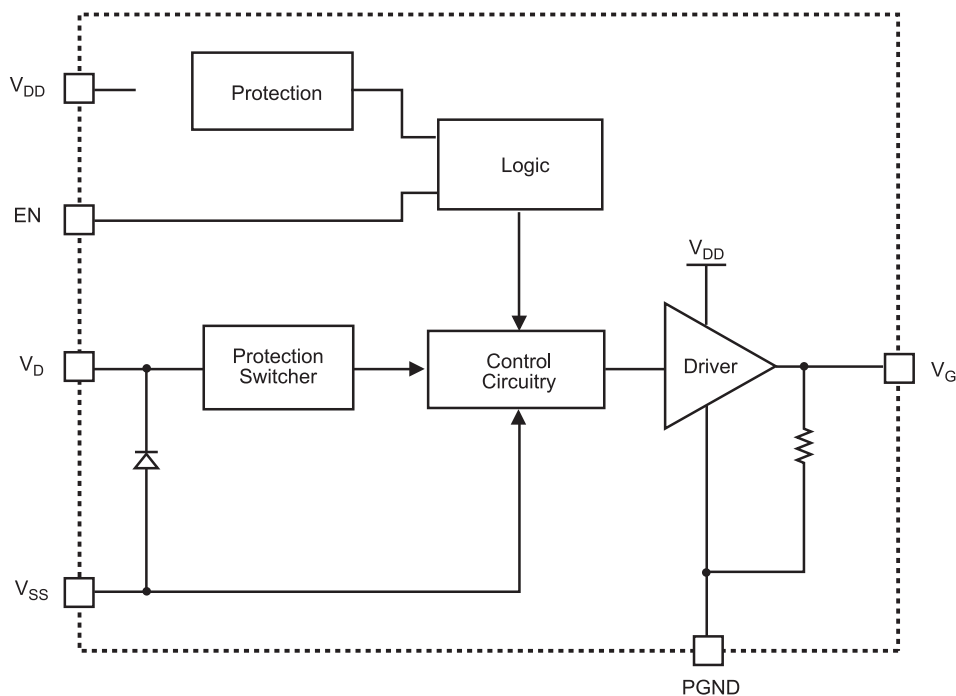 V_DD
Protection
Logic
EN
V_DD
V_D
Protection
Switcher
Control
Circuitry
Driver
V_G
V_SS
PGND